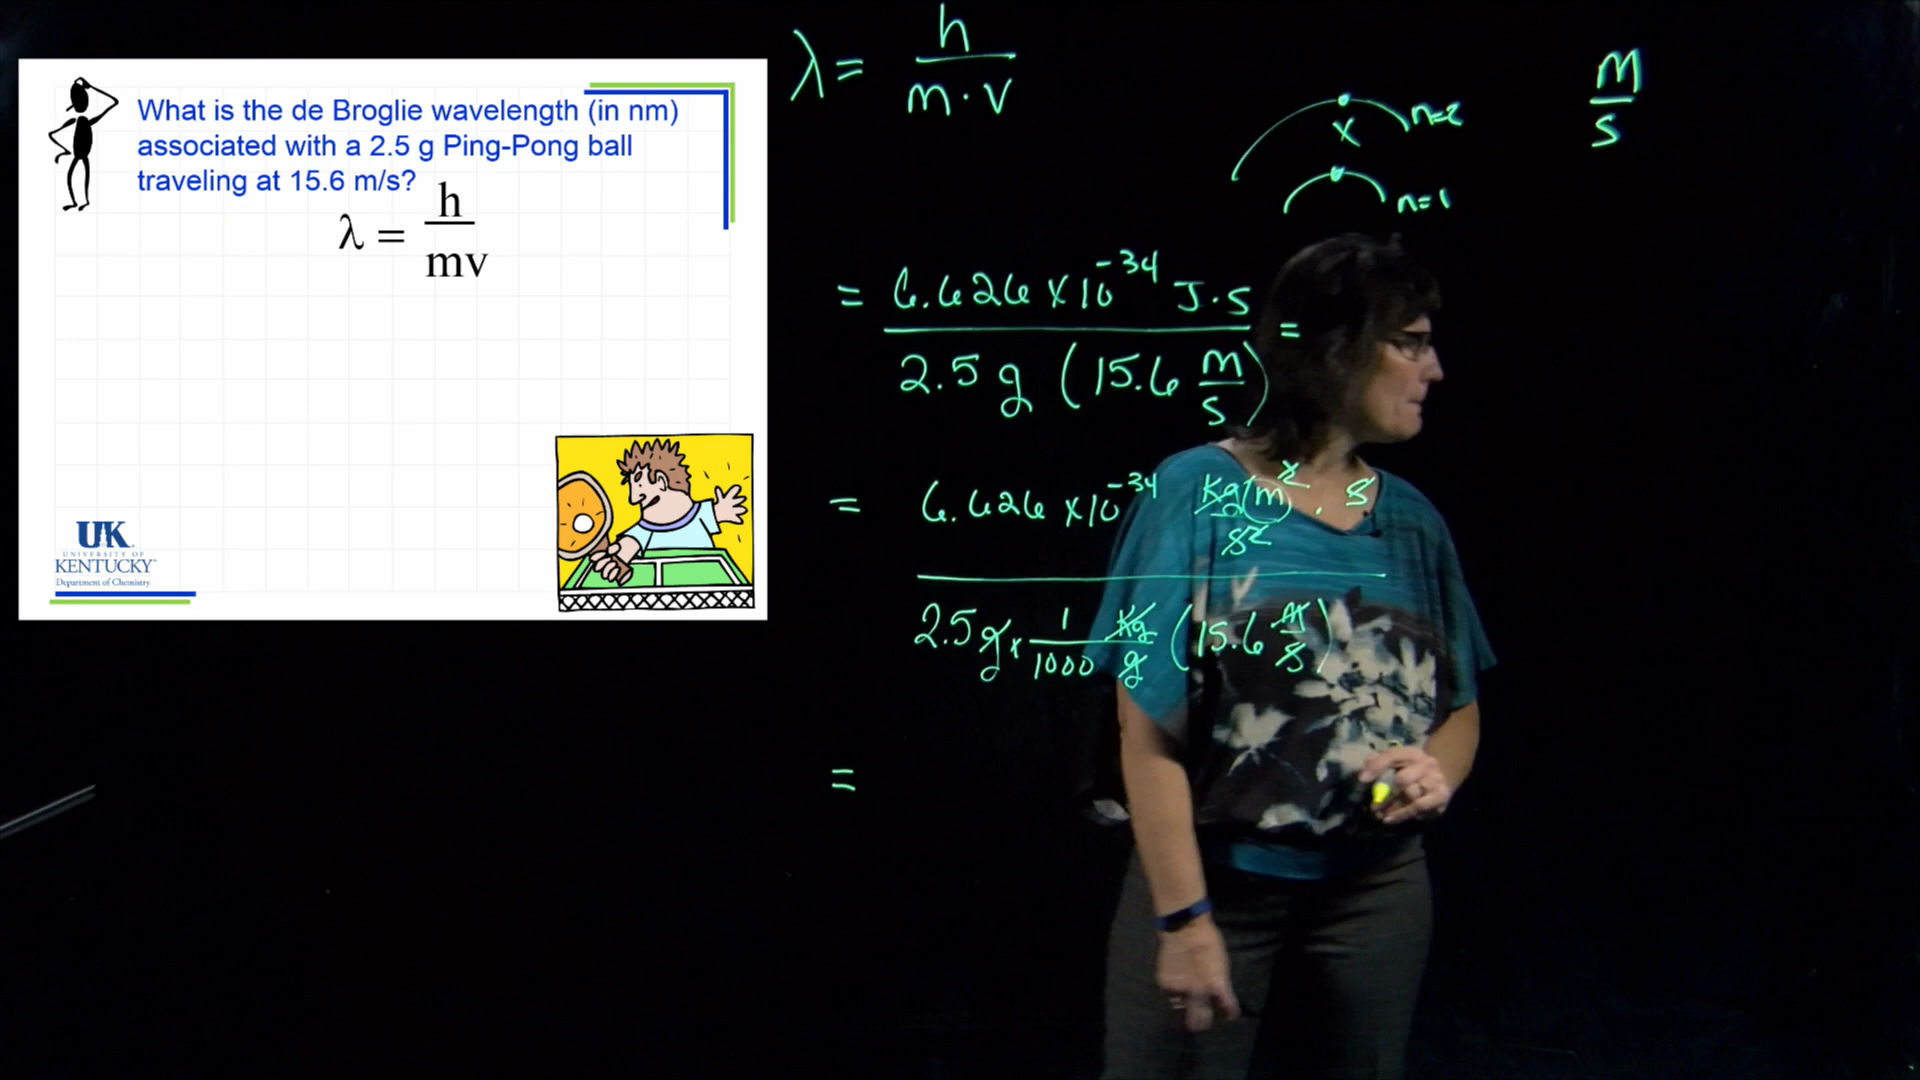 What is the de Broglie wavelength (in nm)
associated with a 2.5 g Ping-Pong ball
traveling at 15.6 m/s?
λ = h/mv
UK
UNIVERSITY OF
KENTUCKY
Department of Chemistry
λ = h/m·v
n=2
x
n=1
m/s
= 6.626 x 10^-34 J·s / 2.5 g (15.6 m/s) =
= 6.626 x 10^-34 kg m^2/s^2 · s / 2.5 g x 1/1000 kg/g (15.6 m/s)
=